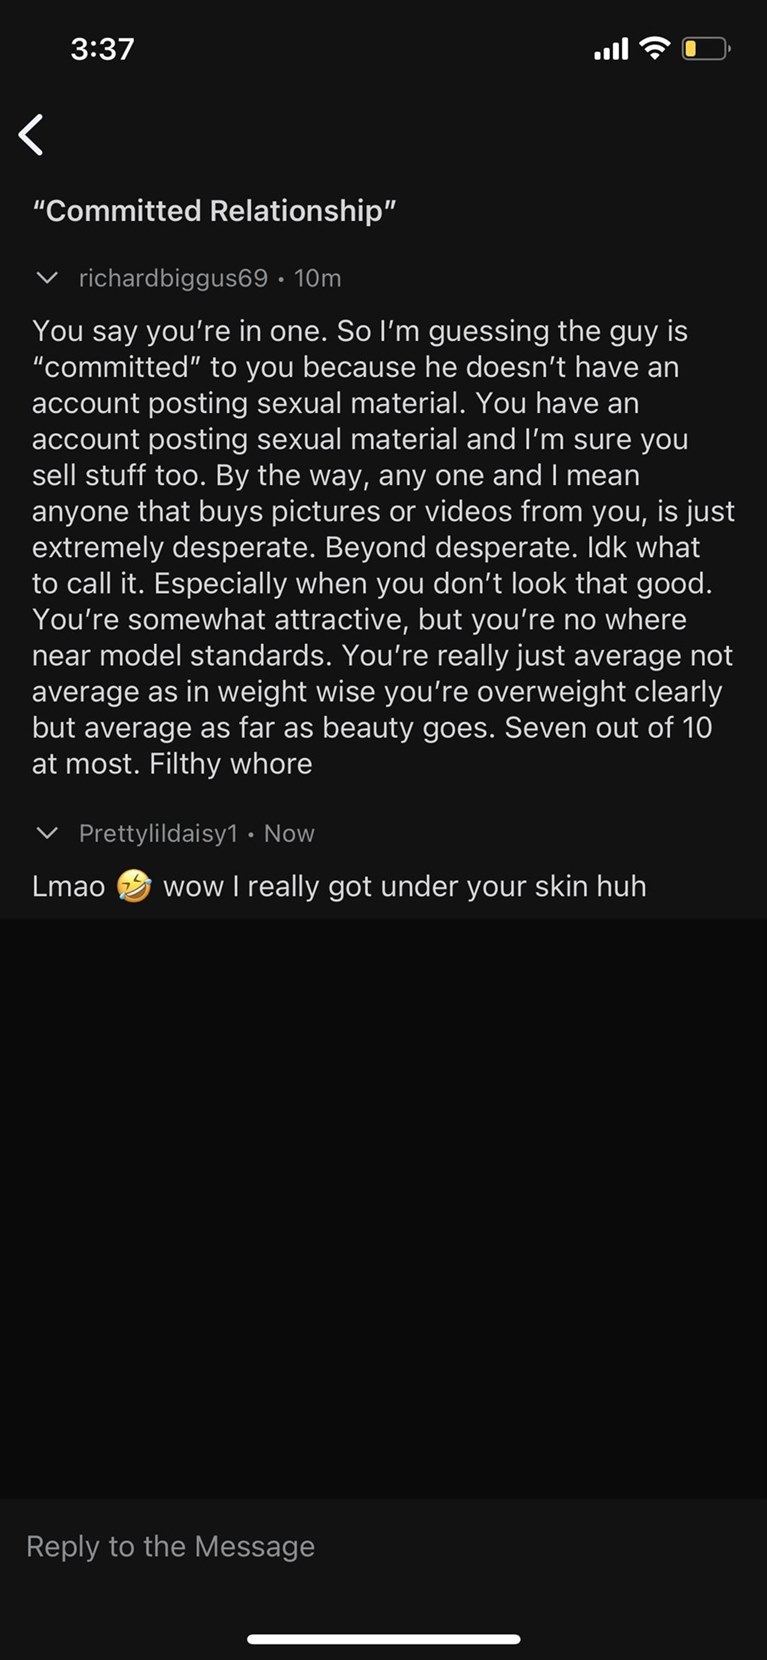 3:37
“Committed Relationship”
richardbiggus69 • 10m
You say you’re in one. So I’m guessing the guy is
“committed” to you because he doesn’t have an
account posting sexual material. You have an
account posting sexual material and I’m sure you
sell stuff too. By the way, any one and I mean
anyone that buys pictures or videos from you, is just
extremely desperate. Beyond desperate. Idk what
to call it. Especially when you don’t look that good.
You’re somewhat attractive, but you’re no where
near model standards. You’re really just average not
average as in weight wise you’re overweight clearly
but average as far as beauty goes. Seven out of 10
at most. Filthy whore
Prettylildaisy1 • Now
Lmao 🤣 wow I really got under your skin huh
Reply to the Message